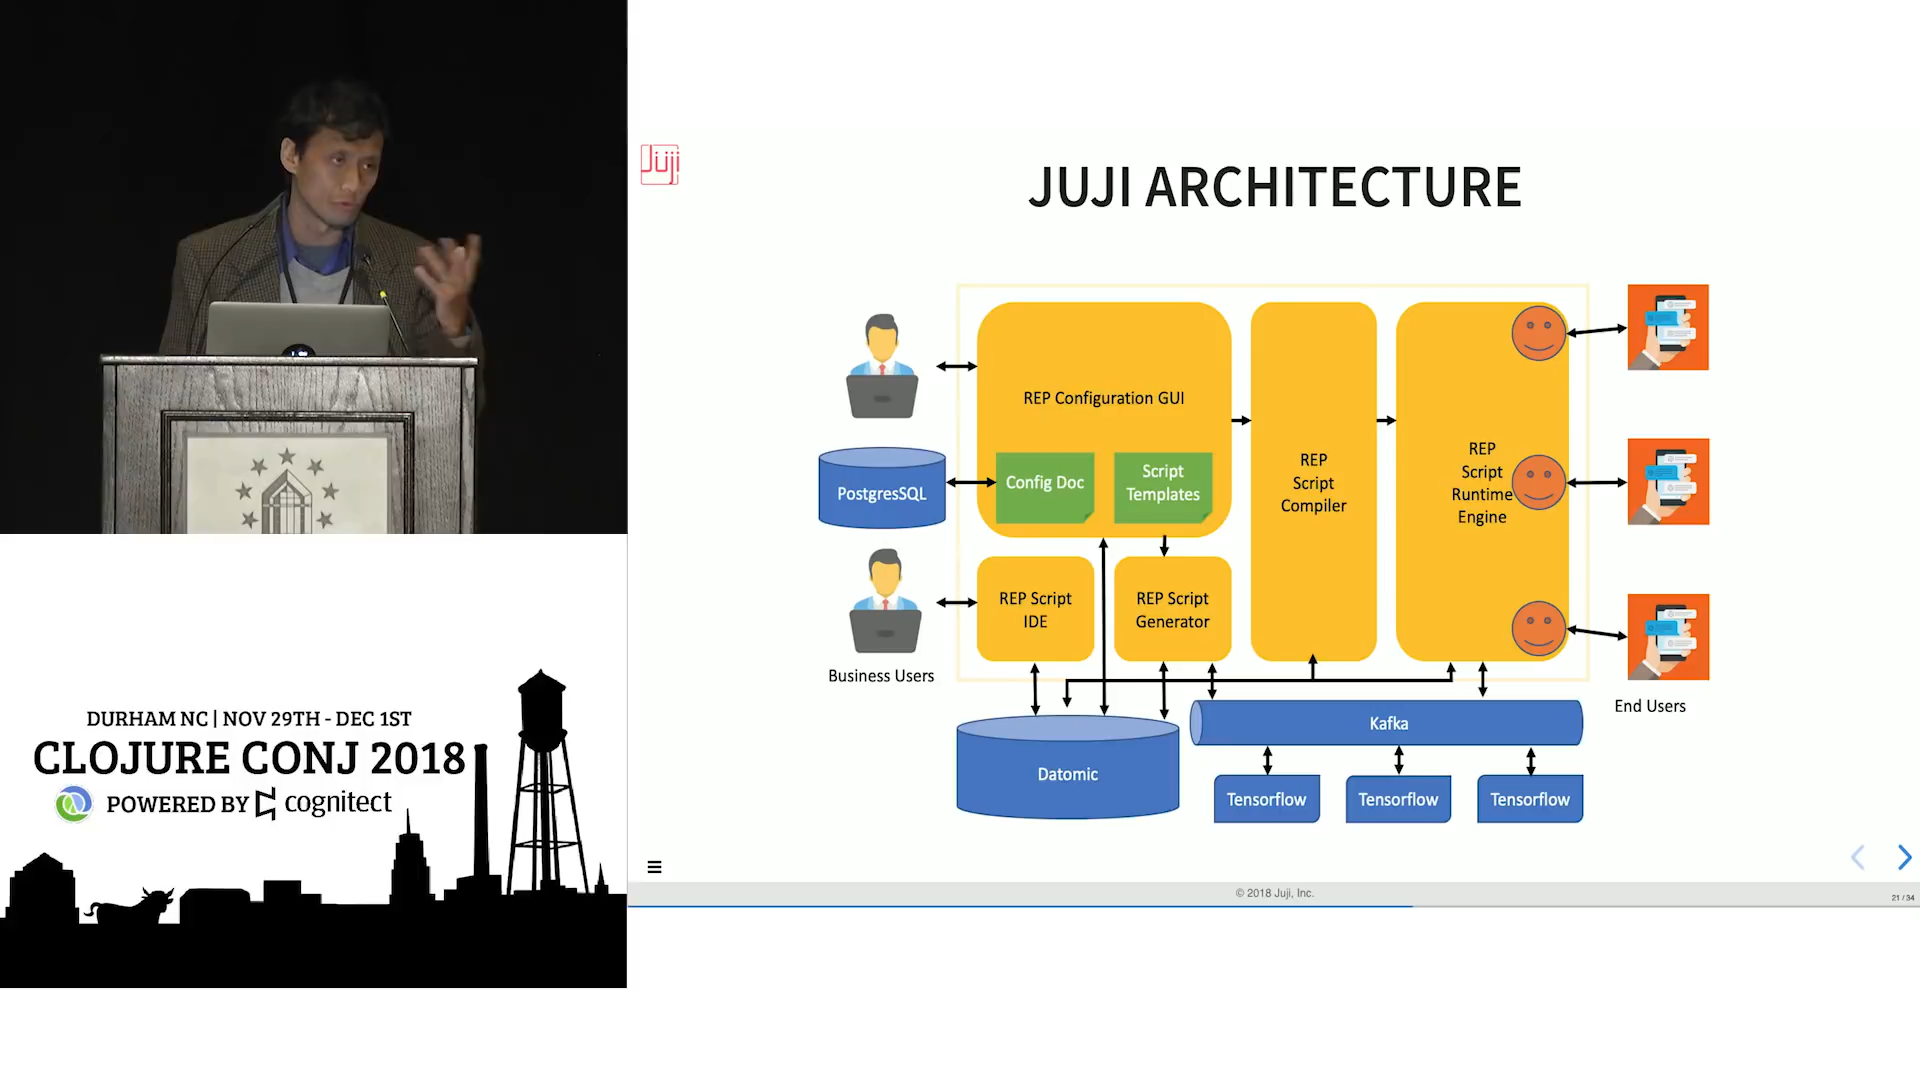 Juji
JUJI ARCHITECTURE
REP Configuration GUI
Config Doc
Script
Templates
PostgresSQL
REP Script
IDE
REP Script
Generator
REP
Script
Compiler
REP
Script
Runtime
Engine
Business Users
End Users
Kafka
Datomic
Tensorflow
Tensorflow
Tensorflow
© 2018 Juji, Inc.
21 / 34
DURHAM NC | NOV 29TH - DEC 1ST
CLOJURE CONJ 2018
POWERED BY cognitect